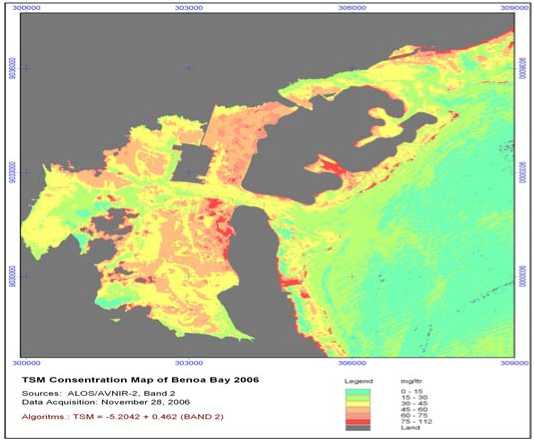 300000 303000 306000 309000
9036000 9036000
9033000 9033000
9030000 9030000
300000 303000 306000 309000
TSM Consentration Map of Benoa Bay 2006
Sources: ALOS/AVNIR-2, Band 2
Data Acquisition: November 28, 2006
Algoritms.: TSM = -5.2042 + 0.462 (BAND 2)
Legend mg/ltr
0 - 15
15 - 30
30 - 45
45 - 60
60 - 75
75 - 112
Land